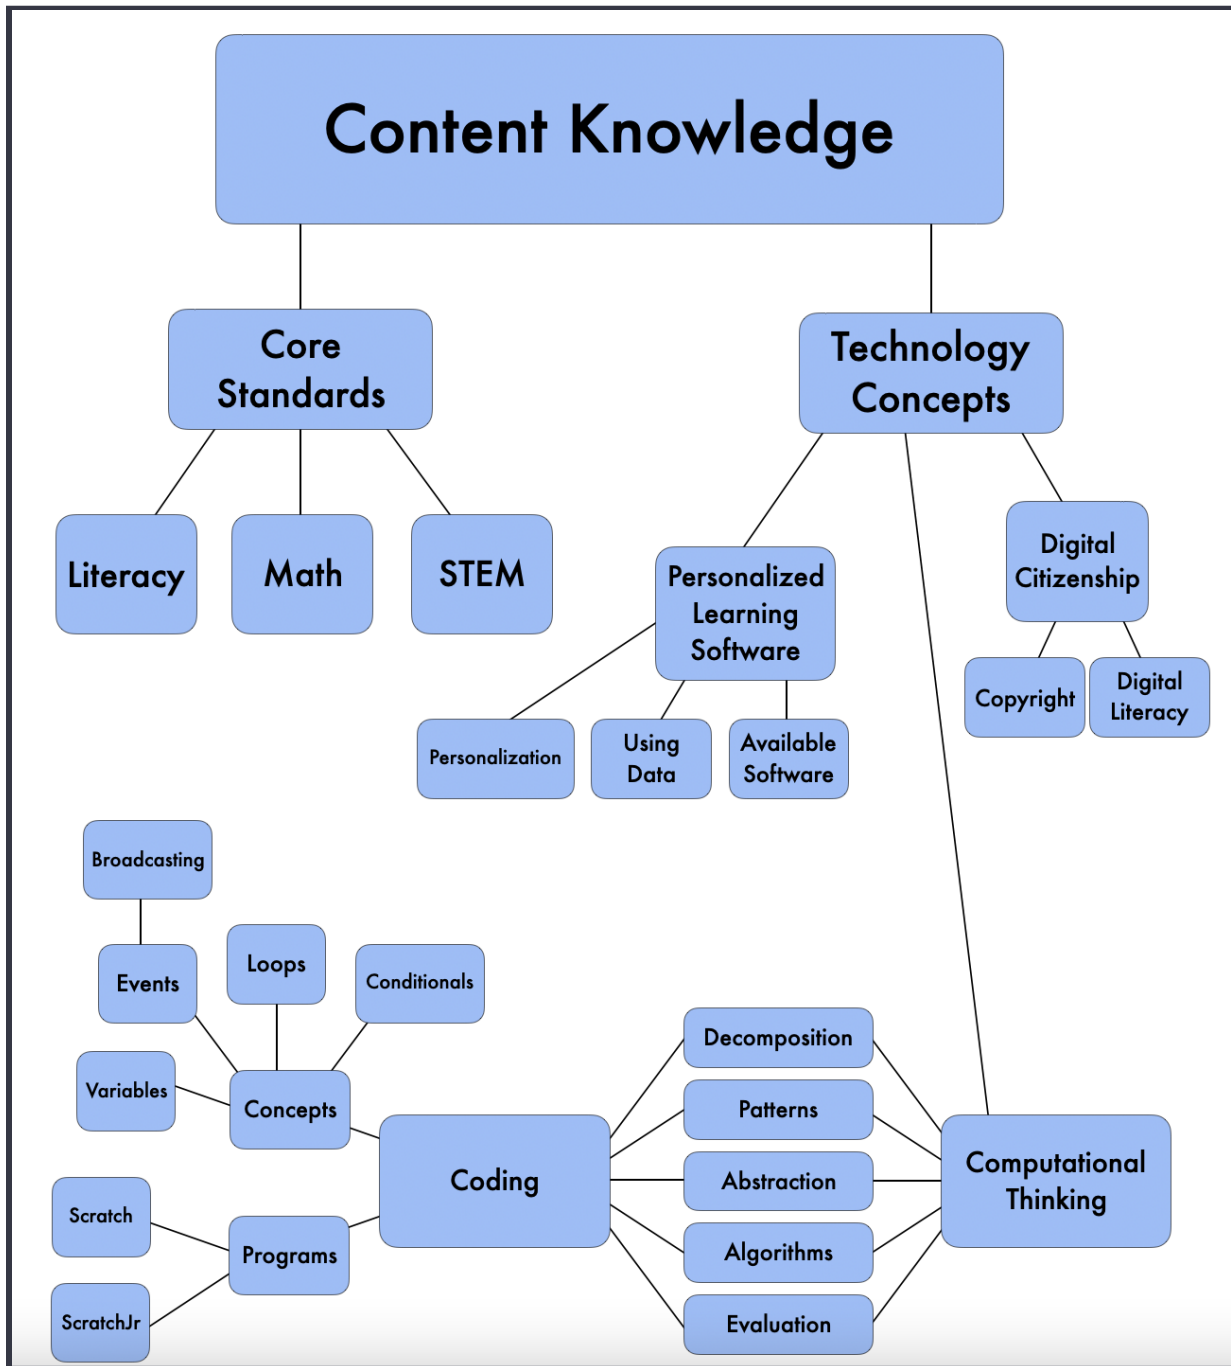 Content Knowledge
Core
Standards
Technology
Concepts
Literacy
Math
STEM
Personalized
Learning
Software
Digital
Citizenship
Copyright
Digital
Literacy
Personalization
Using
Data
Available
Software
Broadcasting
Events
Loops
Conditionals
Variables
Concepts
Coding
Scratch
Programs
ScratchJr
Decomposition
Patterns
Abstraction
Algorithms
Evaluation
Computational
Thinking